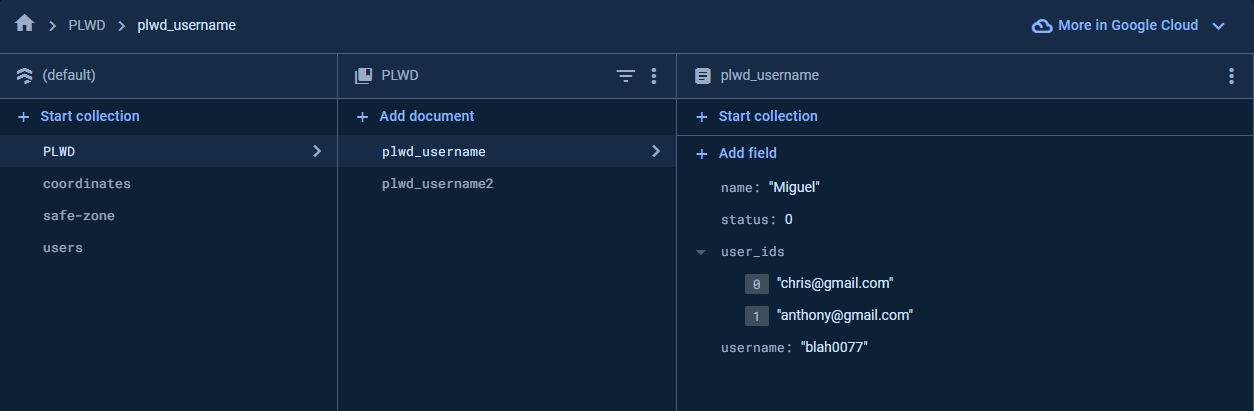 PLWD plwd_username More in Google Cloud
(default) PLWD plwd_username
+ Start collection + Add document + Start collection
PLWD plwd_username + Add field
coordinates plwd_username2 name: "Miguel"
safe-zone status: 0
users user_ids
0 "chris@gmail.com"
1 "anthony@gmail.com"
username: "blah0077"